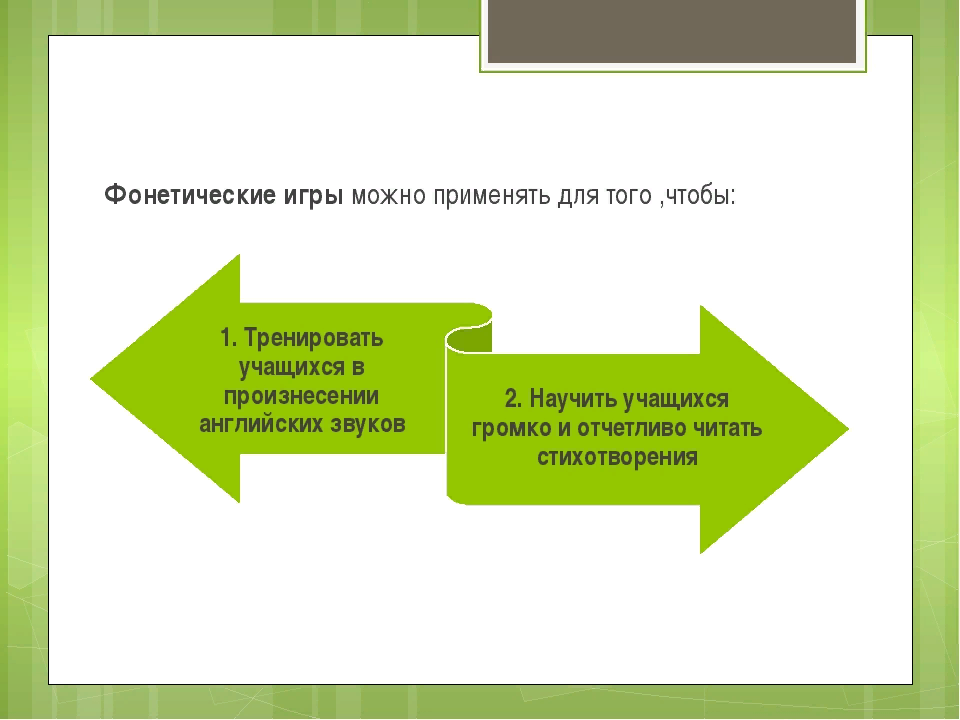 Фонетические игры можно применять для того ,чтобы:
1. Тренировать
учащихся в
произнесении
английских звуков
2. Научить учащихся
громко и отчетливо читать
стихотворения